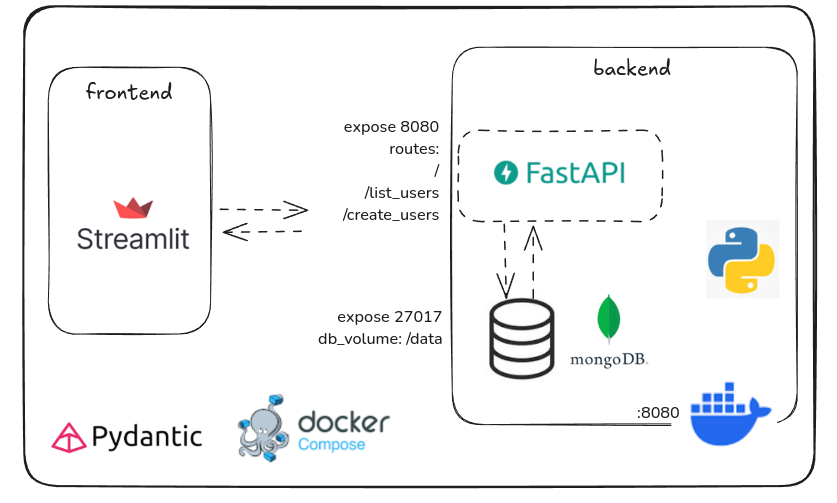 frontend
Streamlit
expose 8080
routes:
/
/list_users
/create_users
backend
FastAPI
expose 27017
db_volume: /data
mongoDB.
:8080
Pydantic
docker
Compose